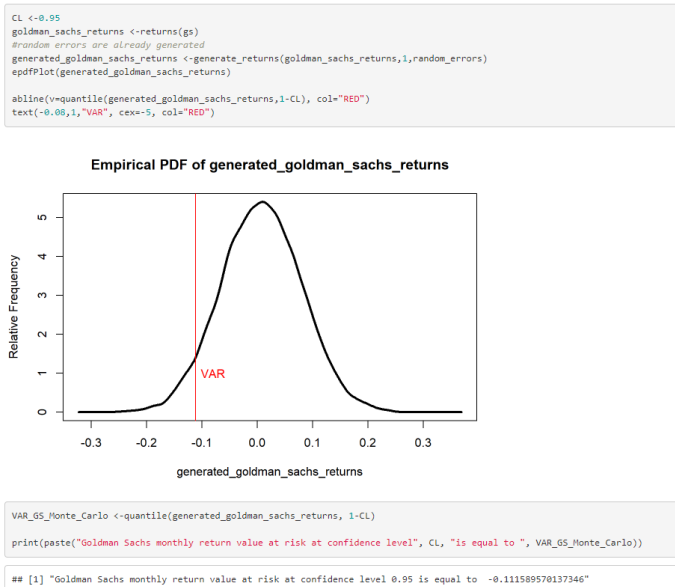 CL <-0.95
goldman_sachs_returns <-returns(gs)
#random errors are already generated
generated_goldman_sachs_returns <-generate_returns(goldman_sachs_returns,1,random_errors)
epdfPlot(generated_goldman_sachs_returns)
abline(v=quantile(generated_goldman_sachs_returns,1-CL), col="RED")
text(-0.08,1,"VAR", cex=-5, col="RED")
Empirical PDF of generated_goldman_sachs_returns
Relative Frequency
5
4
3
2
1
0
VAR
-0.3 -0.2 -0.1 0.0 0.1 0.2 0.3
generated_goldman_sachs_returns
VAR_GS_Monte_Carlo <-quantile(generated_goldman_sachs_returns, 1-CL)
print(paste("Goldman Sachs monthly return value at risk at confidence level", CL, "is equal to ", VAR_GS_Monte_Carlo))
## [1] "Goldman Sachs monthly return value at risk at confidence level 0.95 is equal to  -0.111589570137346"